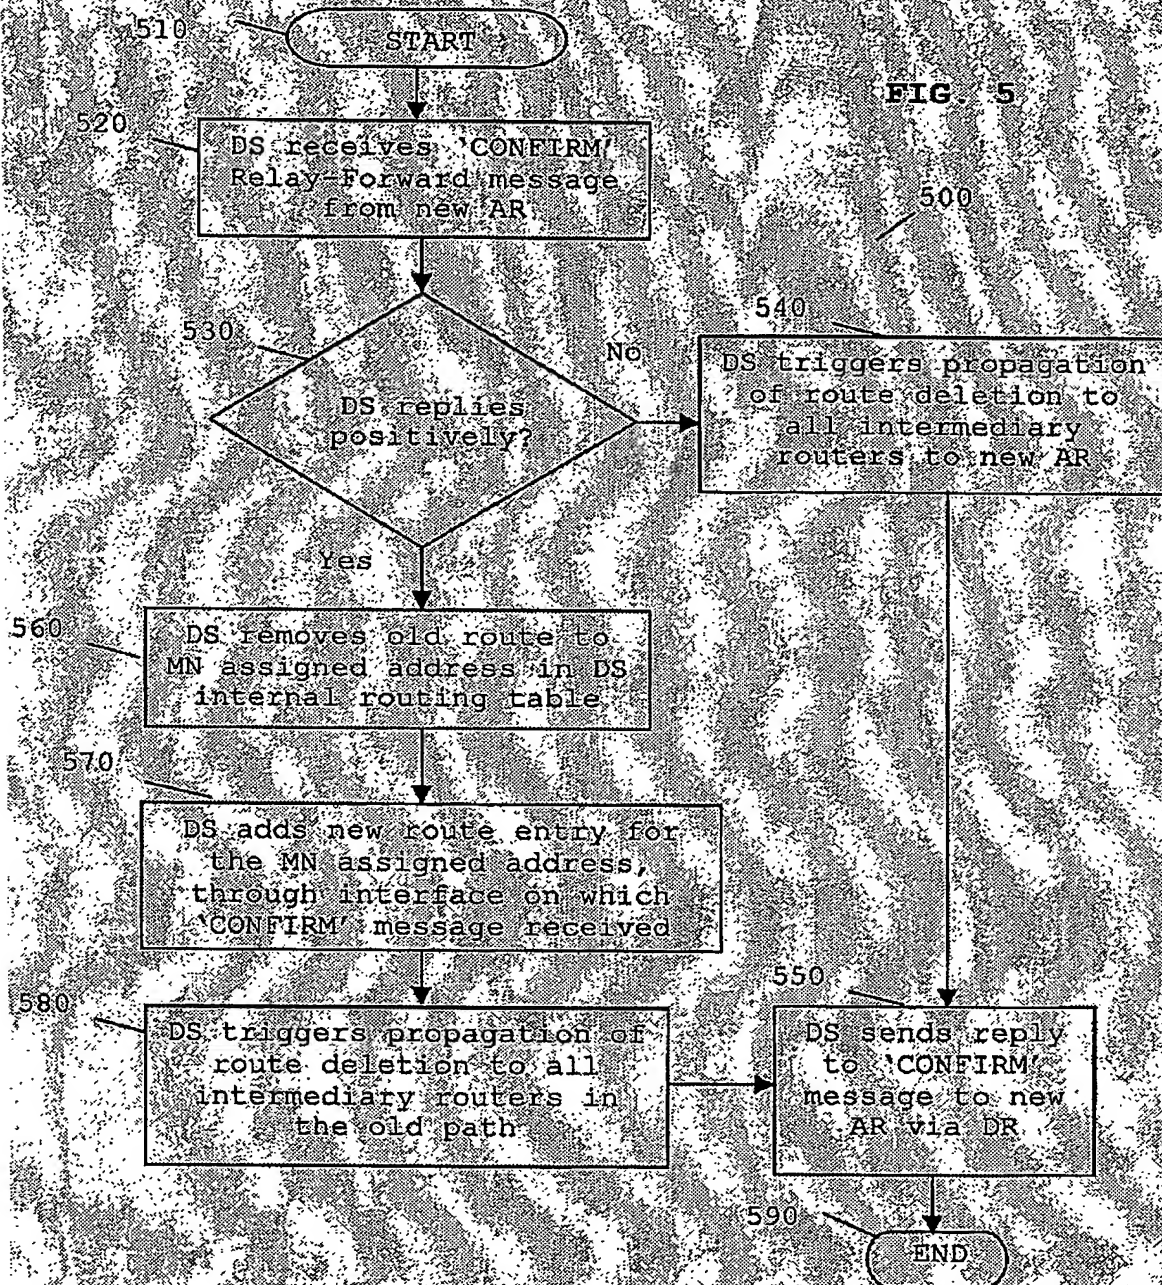 510
START
FIG. 5
520
DS receives 'CONFIRM'
Relay-Forward message
from new AR
500
530
DS replies
positively?
No
540
DS triggers propagation
of route deletion to
all intermediary
routers to new AR
Yes
560
DS removes old route to
MN assigned address in DS
internal routing table
570
DS adds new route entry for
the MN assigned address,
through interface on which
'CONFIRM' message received
580
DS triggers propagation of
route deletion to all
intermediary routers in
the old path
550
DS sends reply
to 'CONFIRM'
message to new
AR via DR
590
END